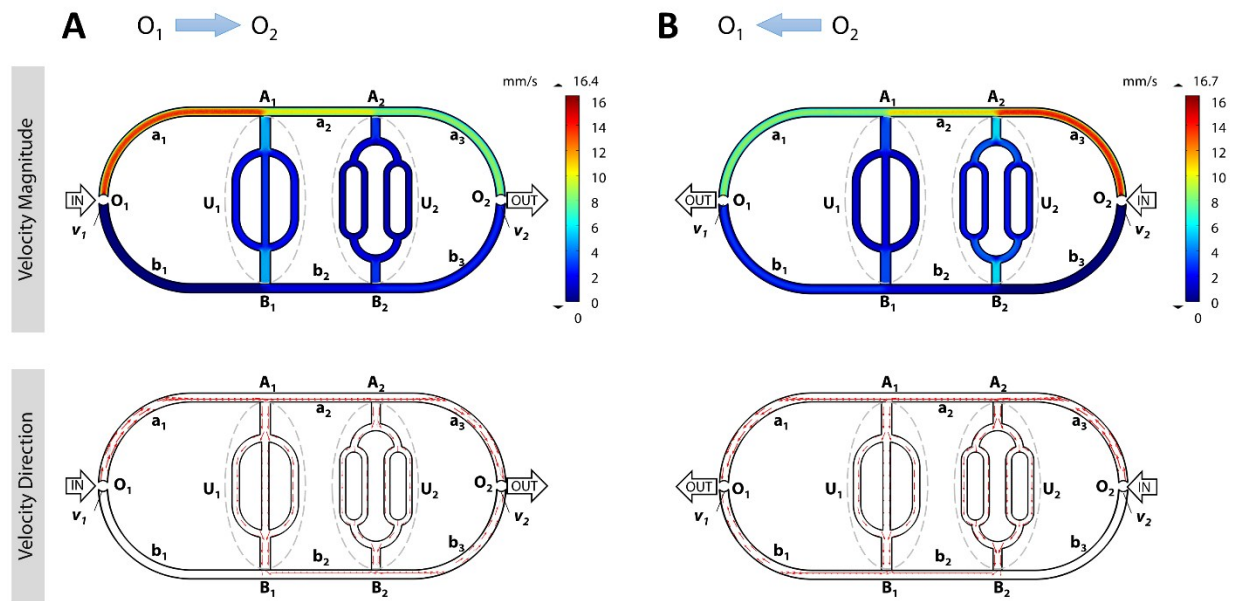 A O₁ O₂
B O₁ O₂
Velocity Magnitude
mm/s
16.4
16
14
12
10
8
6
4
2
0
0
A₁ A₂
a₁ a₂ a₃
IN O₁ U₁ U₂ O₂ OUT
v₁ v₂
b₁ b₂ b₃
B₁ B₂
mm/s
16.7
16
14
12
10
8
6
4
2
0
0
A₁ A₂
a₁ a₂ a₃
OUT O₁ U₁ U₂ O₂ IN
v₁ v₂
b₁ b₂ b₃
B₁ B₂
Velocity Direction
A₁ A₂
a₁ a₂ a₃
IN O₁ U₁ U₂ O₂ OUT
v₁ v₂
b₁ b₂ b₃
B₁ B₂
A₁ A₂
a₁ a₂ a₃
OUT O₁ U₁ U₂ O₂ IN
v₁ v₂
b₁ b₂ b₃
B₁ B₂